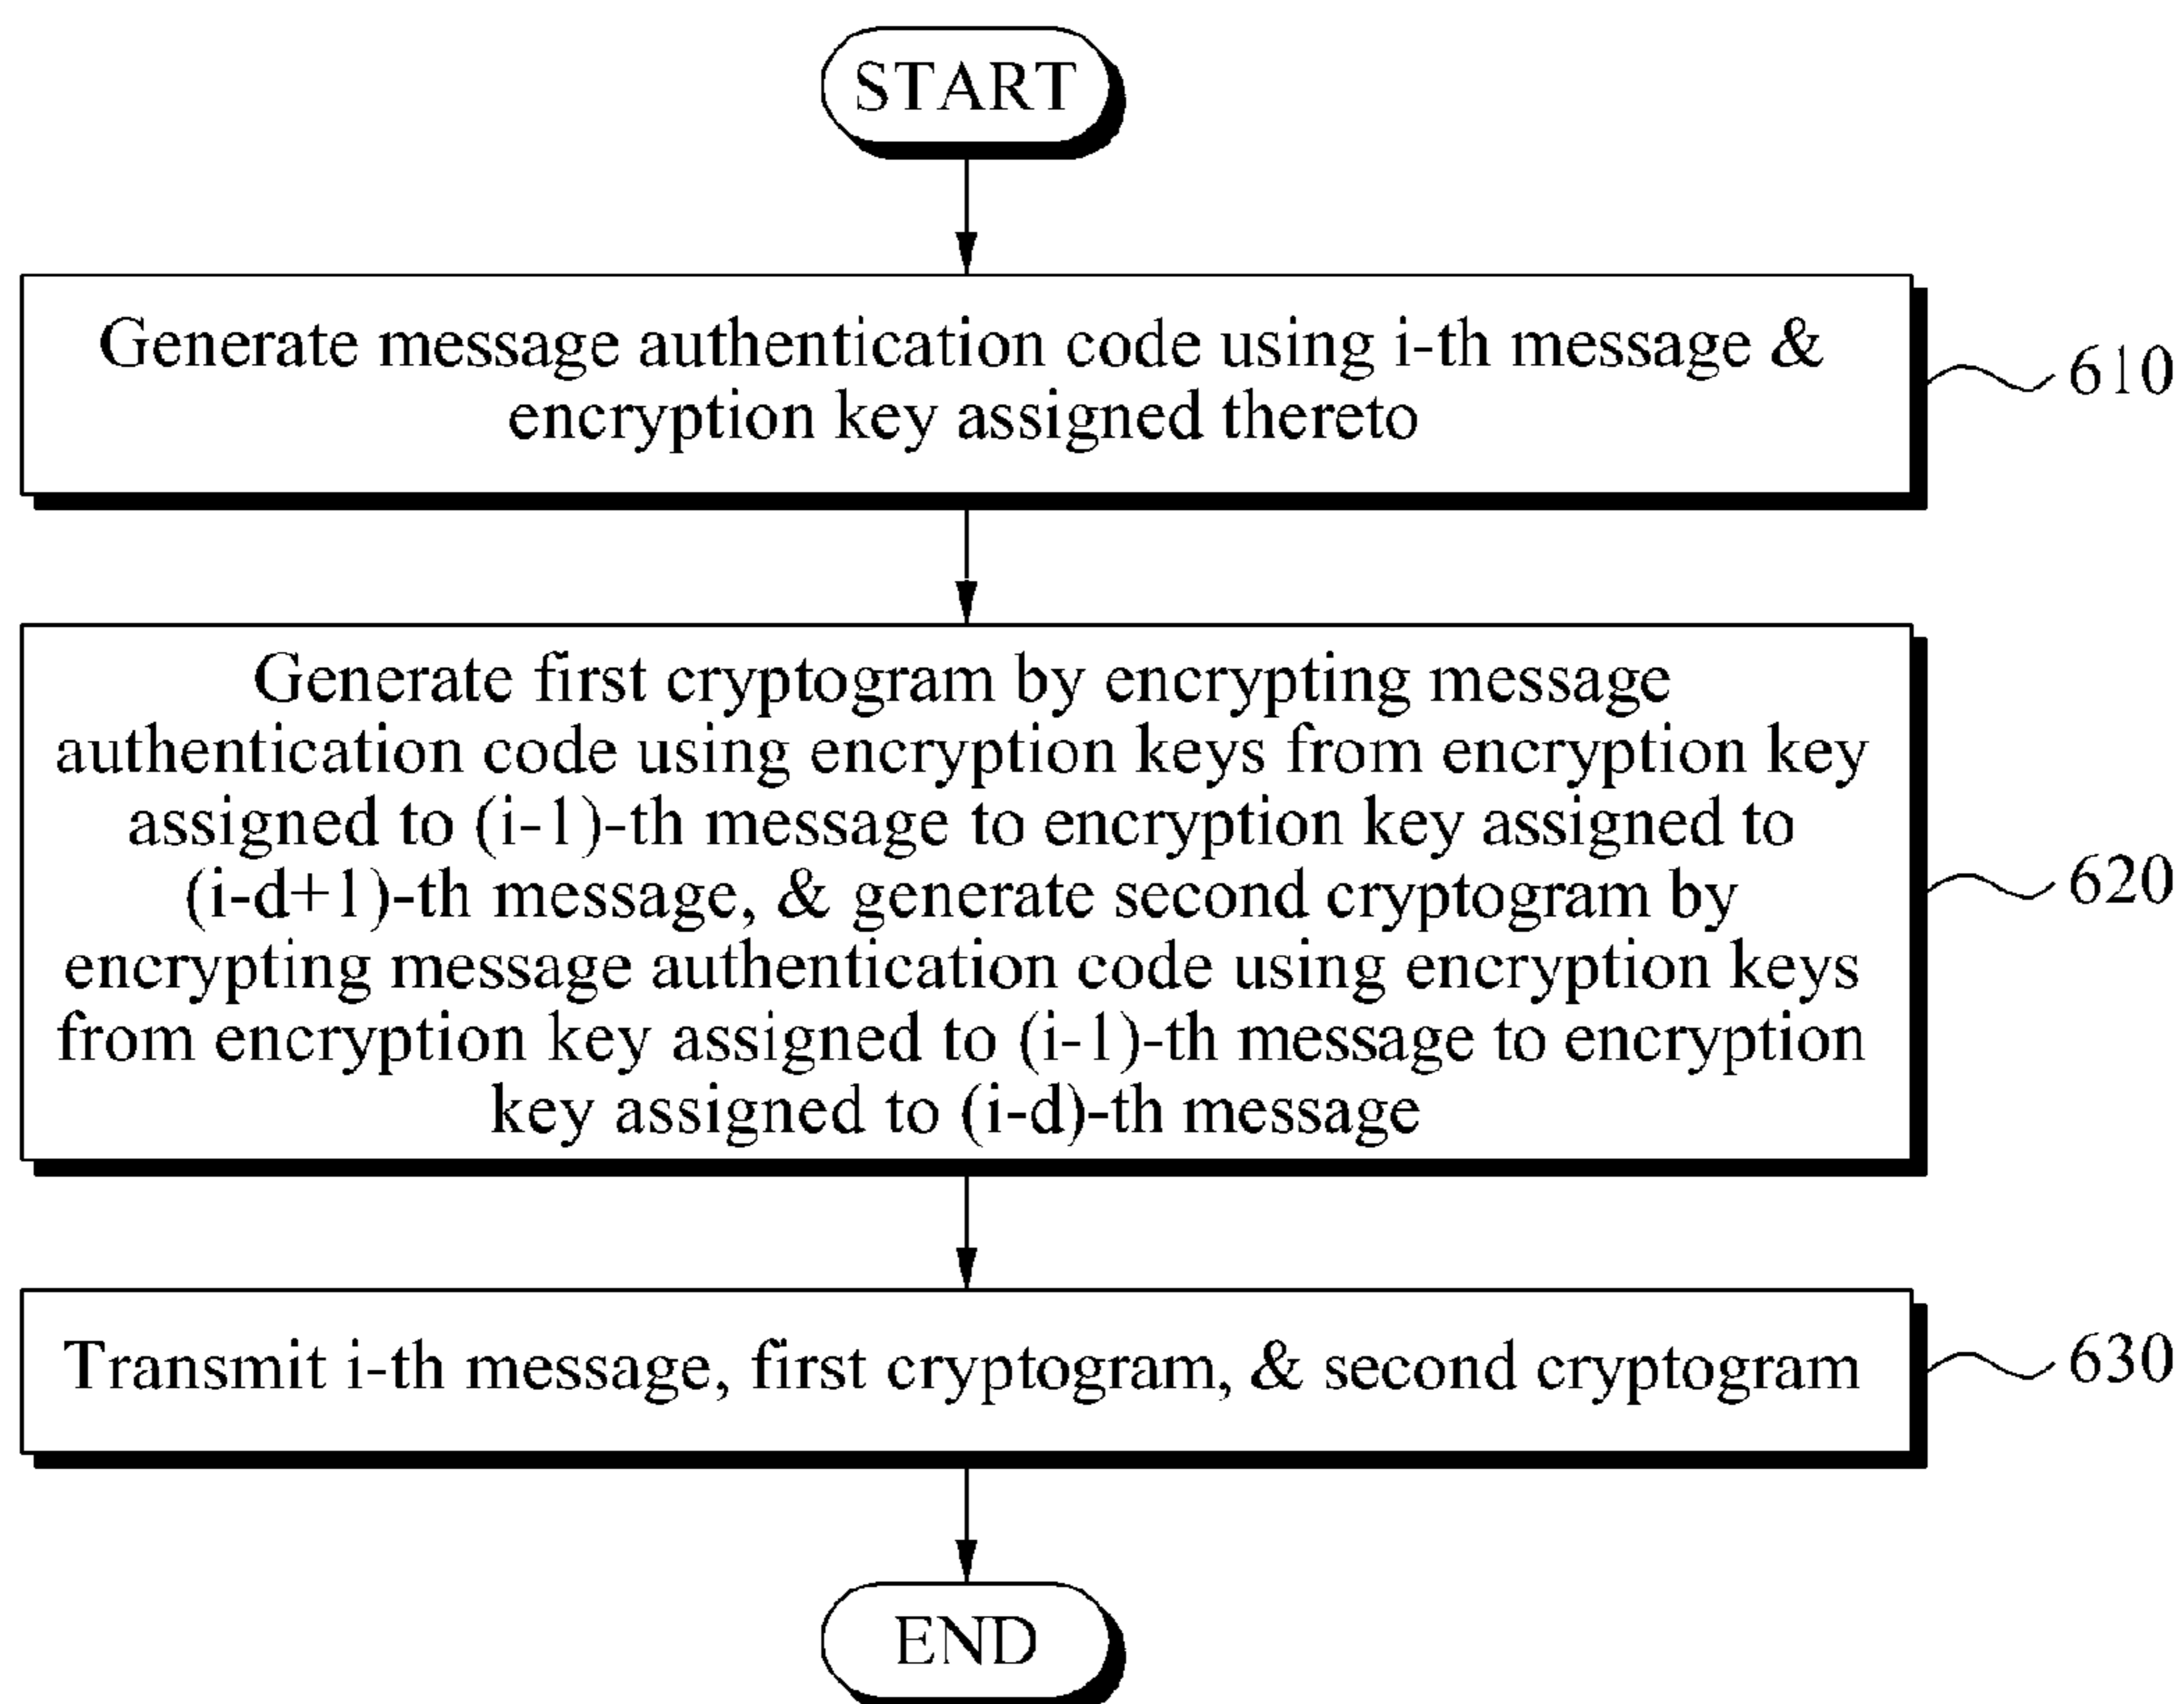 START
Generate message authentication code using i-th message &
encryption key assigned thereto
610
Generate first cryptogram by encrypting message
authentication code using encryption keys from encryption key
assigned to (i-1)-th message to encryption key assigned to
(i-d+1)-th message, & generate second cryptogram by
encrypting message authentication code using encryption keys
from encryption key assigned to (i-1)-th message to encryption
key assigned to (i-d)-th message
620
Transmit i-th message, first cryptogram, & second cryptogram
630
END